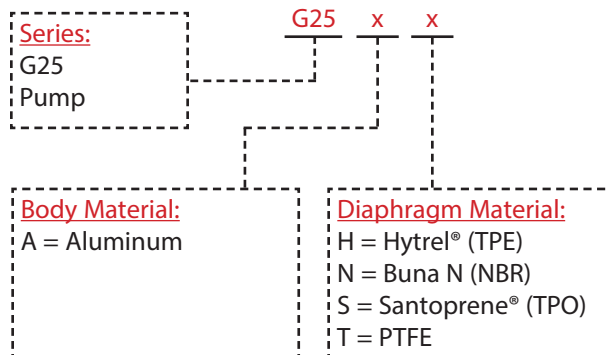 G25 x x
Series:
G25
Pump
Body Material:
A = Aluminum
Diaphragm Material:
H = Hytrel® (TPE)
N = Buna N (NBR)
S = Santoprene® (TPO)
T = PTFE